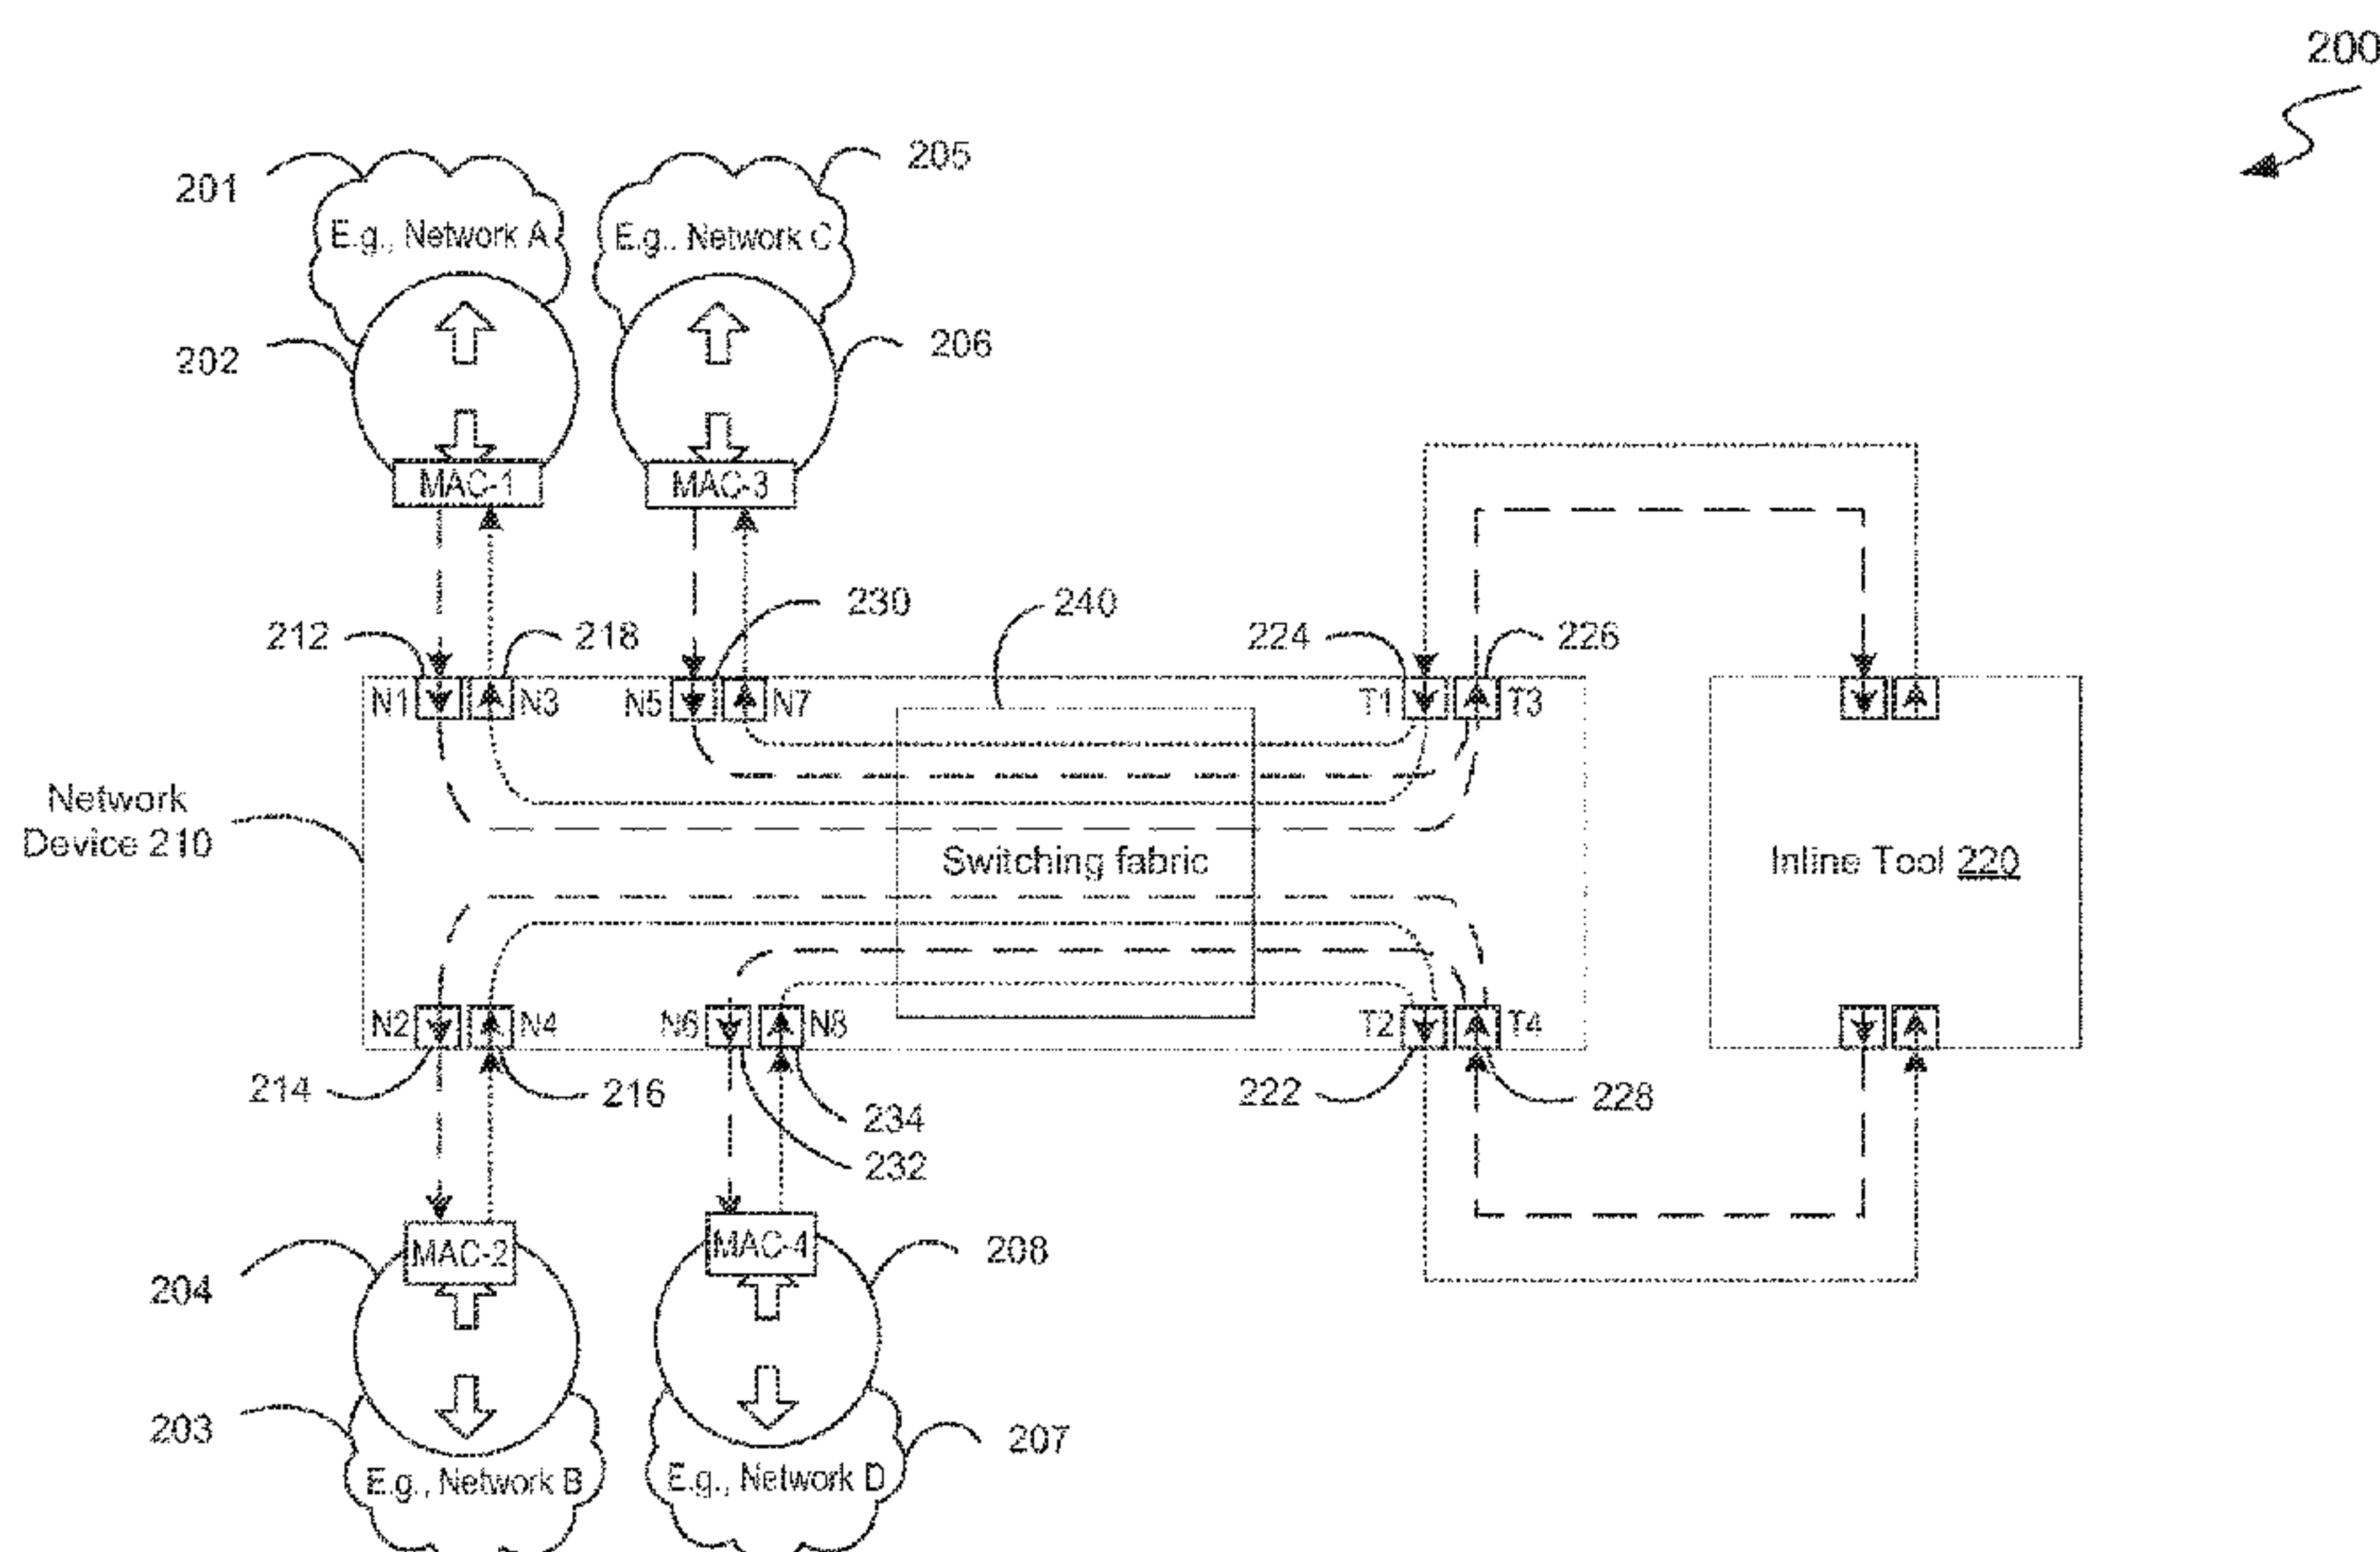 200
201
205
E.g., Network A
E.g., Network C
202
206
MAC-1
MAC-3
212
218
230
240
224
226
N1
N3
N5
N7
T1
T3
Network
Device 210
Switching fabric
Inline Tool 220
N2
N4
N6
N8
T2
T4
214
216
234
232
222
228
MAC-2
MAC-4
204
208
203
207
E.g., Network B
E.g., Network D